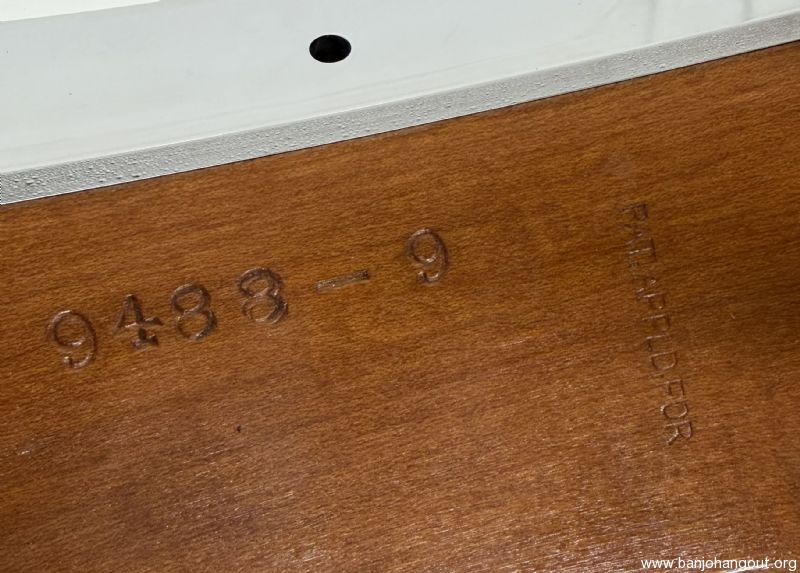 9488-9
PAT. APPLD. FOR
www.banjohangout.org